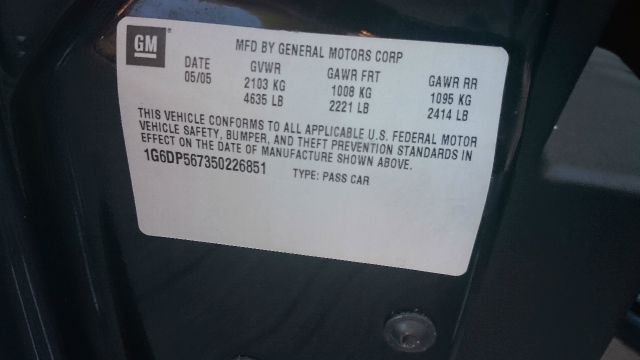 GM
MFD BY GENERAL MOTORS CORP
DATE GVWR GAWR FRT GAWR RR
05/05 2103 KG 1008 KG 1095 KG
4635 LB 2221 LB 2414 LB
THIS VEHICLE CONFORMS TO ALL APPLICABLE U.S. FEDERAL MOTOR
VEHICLE SAFETY, BUMPER, AND THEFT PREVENTION STANDARDS IN
EFFECT ON THE DATE OF MANUFACTURE SHOWN ABOVE.
1G6DP567350226851 TYPE: PASS CAR